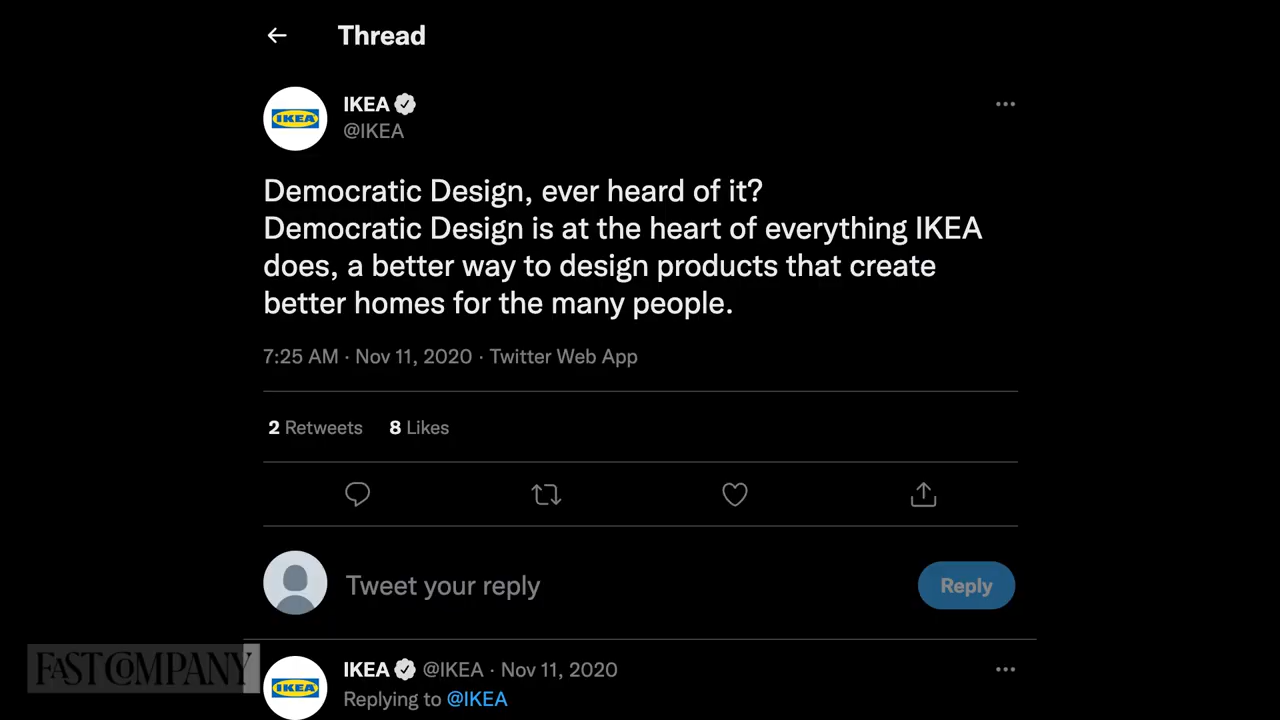 Thread
IKEA
@IKEA
Democratic Design, ever heard of it?
Democratic Design is at the heart of everything IKEA
does, a better way to design products that create
better homes for the many people.
7:25 AM · Nov 11, 2020 · Twitter Web App
2 Retweets 8 Likes
Tweet your reply
Reply
IKEA @IKEA · Nov 11, 2020
Replying to @IKEA
IKEA
IKEA
FAST COMPANY